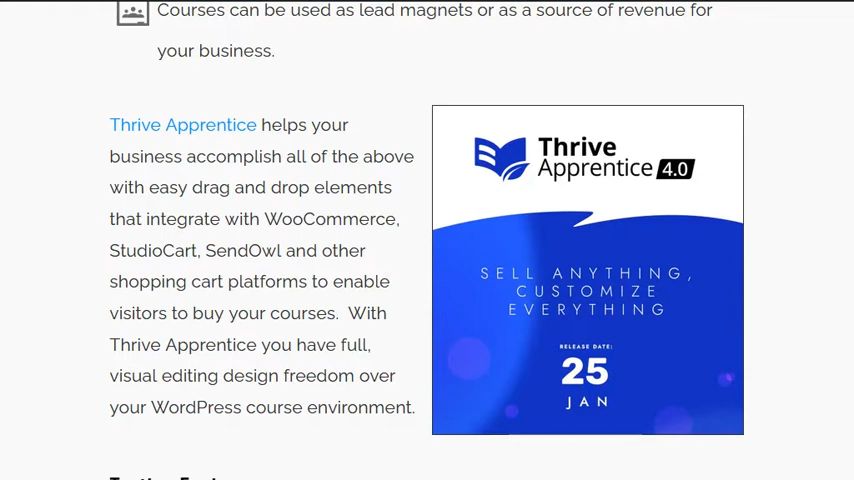 Courses can be used as lead magnets or as a source of revenue for
your business.
Thrive Apprentice helps your
business accomplish all of the above
with easy drag and drop elements
that integrate with WooCommerce,
StudioCart, SendOwl and other
shopping cart platforms to enable
visitors to buy your courses.  With
Thrive Apprentice you have full,
visual editing design freedom over
your WordPress course environment.
Thrive
Apprentice 4.0
SELL ANYTHING,
CUSTOMIZE
EVERYTHING
RELEASE DATE:
25
JAN